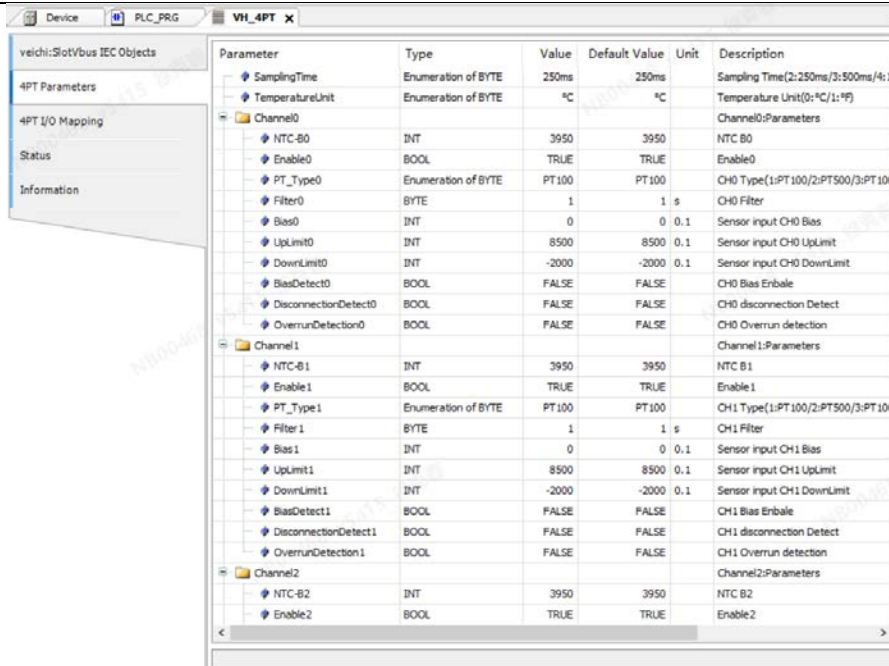 Device PLC_PRG VH_4PT
veichi:SlotVbus IEC Objects
4PT Parameters
4PT I/O Mapping
Status
Information
Parameter Type Value Default Value Unit Description
SamplingTime Enumeration of BYTE 250ms 250ms Sampling Time(2:250ms/3:500ms/4:
TemperatureUnit Enumeration of BYTE °C °C Temperature Unit(0:°C/1:°F)
Channel0 Channel0:Parameters
NTC-B0 INT 3950 3950 NTC B0
Enable0 BOOL TRUE TRUE Enable0
PT_Type0 Enumeration of BYTE PT100 PT100 CH0 Type(1:PT100/2:PT500/3:PT10
Filter0 BYTE 1 1 s CH0 Filter
Bias0 INT 0 0 0.1 Sensor input CH0 Bias
UpLimit0 INT 8500 8500 0.1 Sensor input CH0 UpLimit
DownLimit0 INT -2000 -2000 0.1 Sensor input CH0 DownLimit
BiasDetect0 BOOL FALSE FALSE CH0 Bias Enbale
DisconnectionDetect0 BOOL FALSE FALSE CH0 disconnection Detect
OverrunDetection0 BOOL FALSE FALSE CH0 Overrun detection
Channel1 Channel1:Parameters
NTC-B1 INT 3950 3950 NTC B1
Enable1 BOOL TRUE TRUE Enable1
PT_Type1 Enumeration of BYTE PT100 PT100 CH1 Type(1:PT100/2:PT500/3:PT10
Filter1 BYTE 1 1 s CH1 Filter
Bias1 INT 0 0 0.1 Sensor input CH1 Bias
UpLimit1 INT 8500 8500 0.1 Sensor input CH1 UpLimit
DownLimit1 INT -2000 -2000 0.1 Sensor input CH1 DownLimit
BiasDetect1 BOOL FALSE FALSE CH1 Bias Enbale
DisconnectionDetect1 BOOL FALSE FALSE CH1 disconnection Detect
OverrunDetection1 BOOL FALSE FALSE CH1 Overrun detection
Channel2 Channel2:Parameters
NTC-B2 INT 3950 3950 NTC B2
Enable2 BOOL TRUE TRUE Enable2